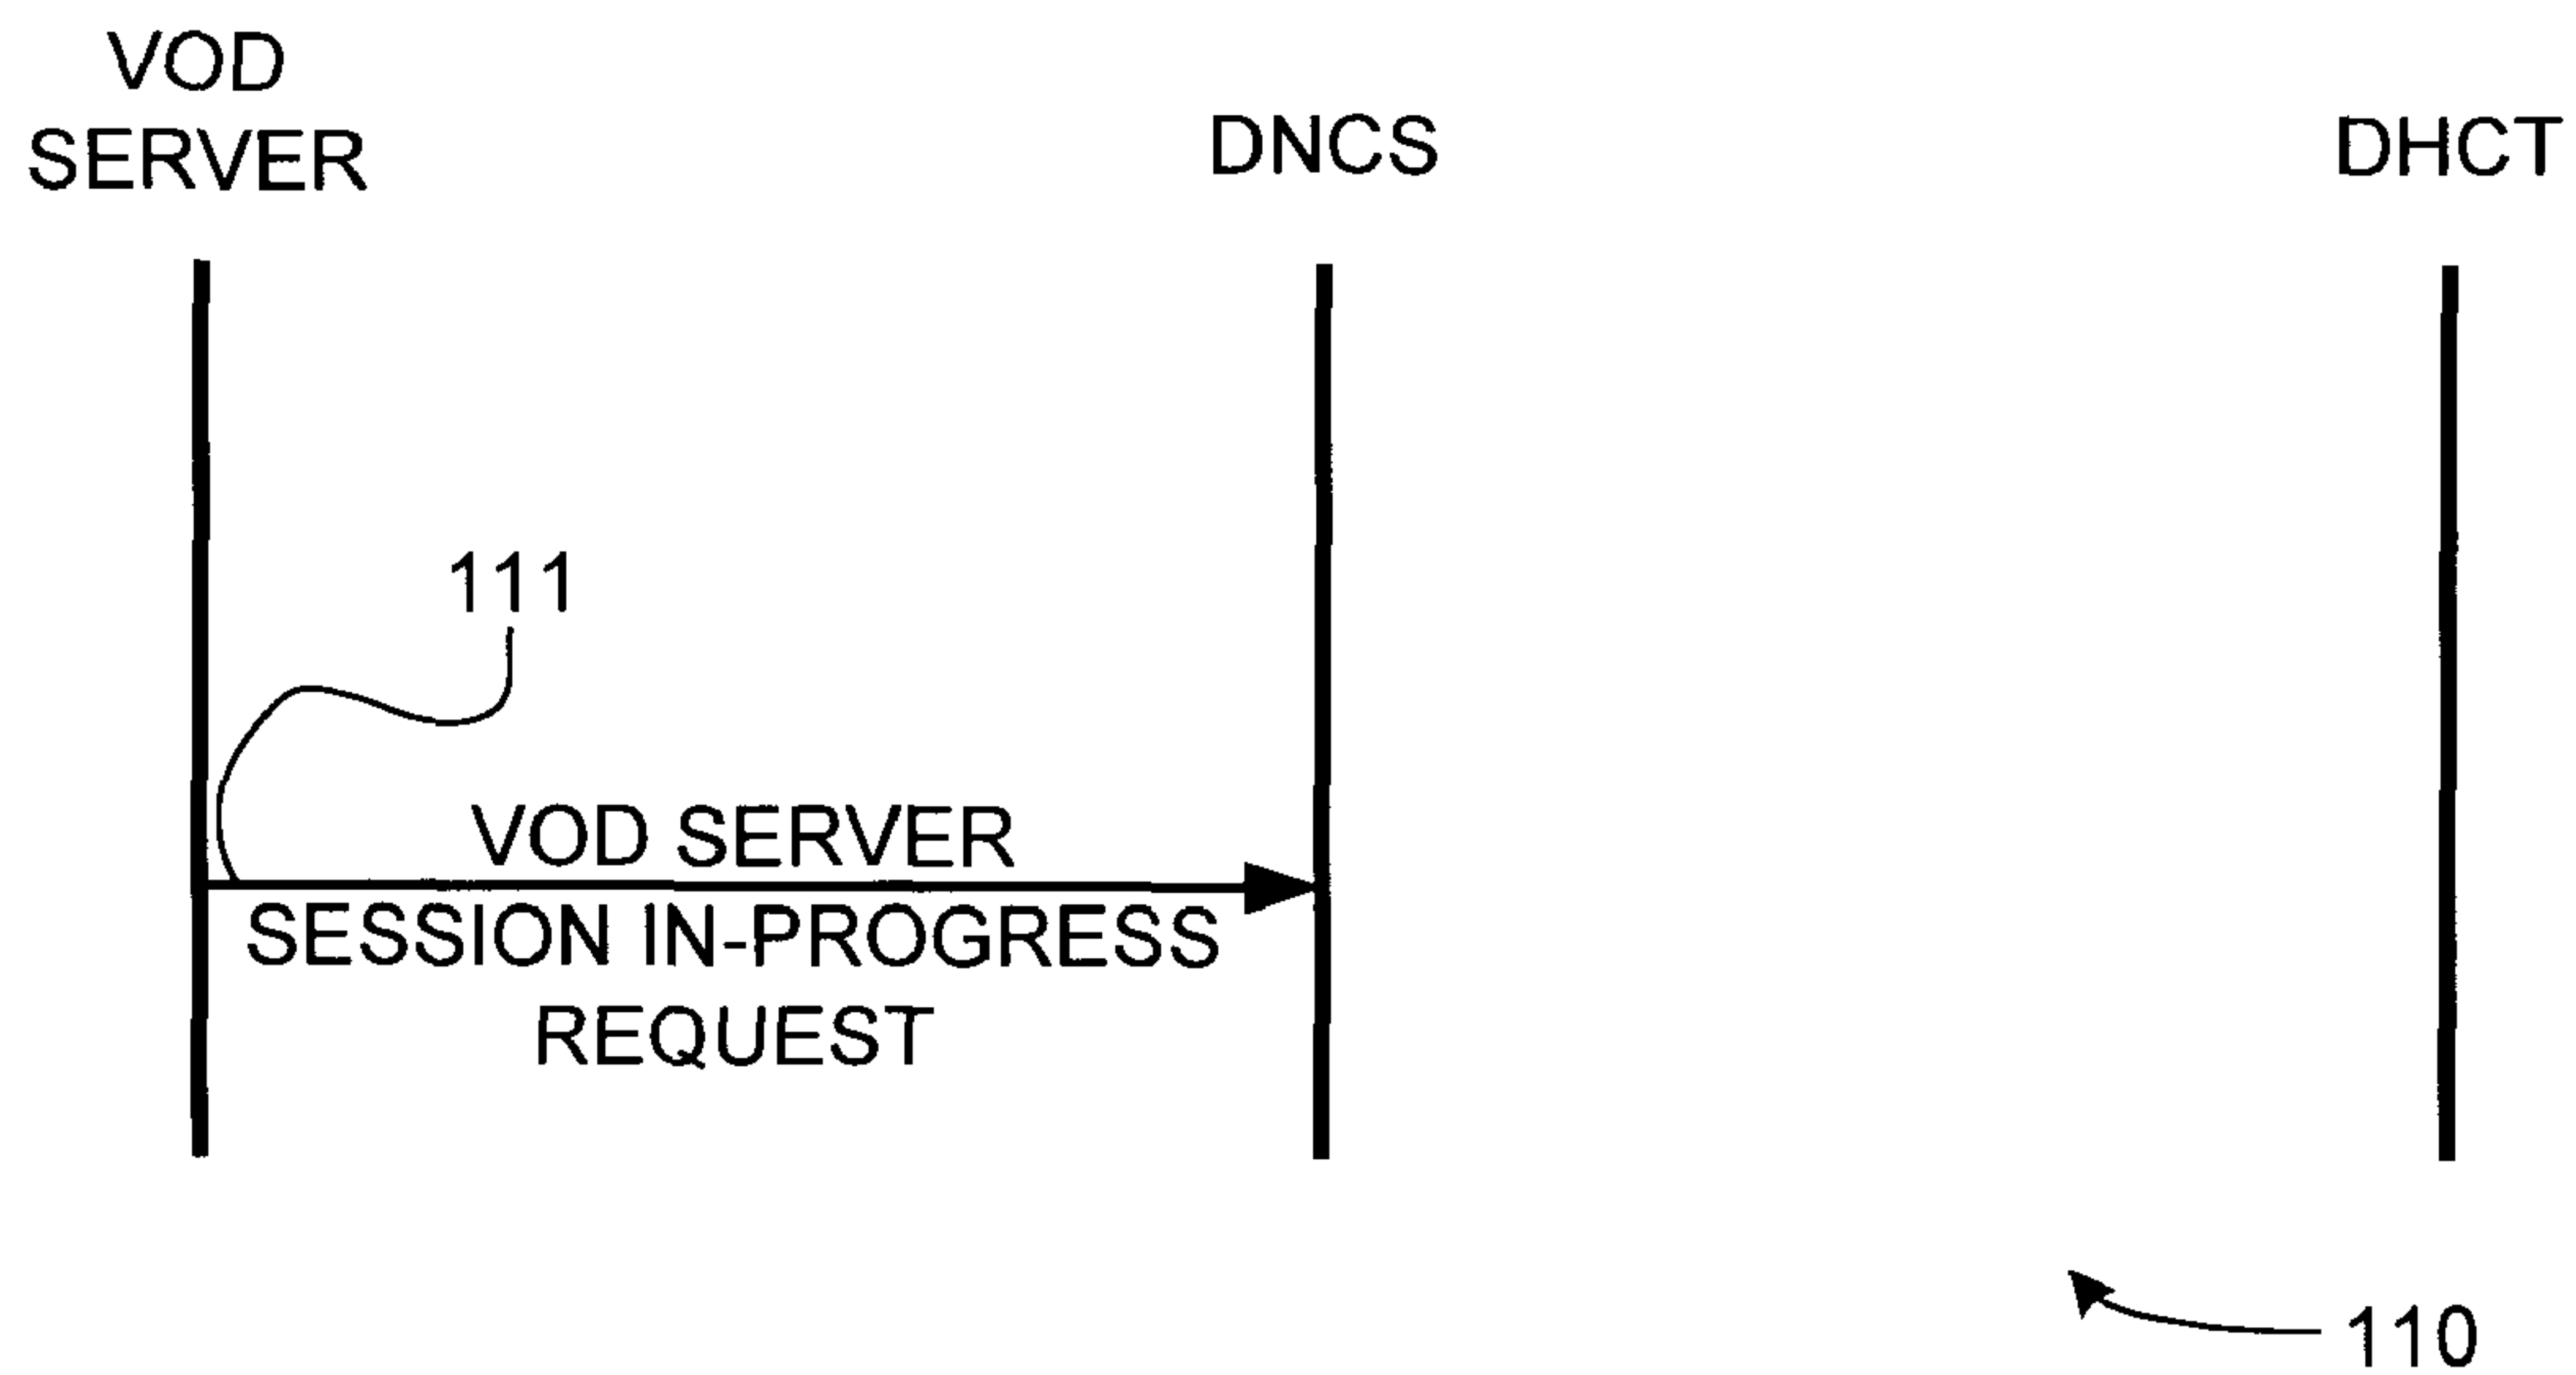 VOD
SERVER
DNCS
DHCT
111
VOD SERVER
SESSION IN-PROGRESS
REQUEST
110